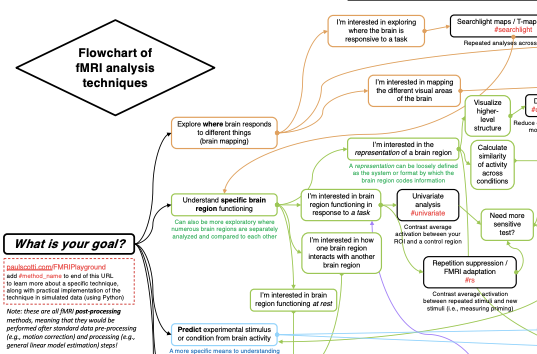 Flowchart of
fMRI analysis
techniques
I'm interested in exploring
where the brain is
responsive to a task
Searchlight maps / T-map
#searchlight
Repeated analyses across
I'm interested in mapping
the different visual areas
of the brain
Visualize
higher-
level
structure
Reduce
Explore where brain responds
to different things
(brain mapping)
I'm interested in the
representation of a brain region
A representation can be loosely defined
as the system or format by which the
brain region codes information
Calculate
similarity
of activity
across
conditions
Understand specific brain
region functioning
Can also be more exploratory where
numerous brain regions are separately
analyzed and compared to each other
I'm interested in brain
region functioning in
response to a task
Univariate
analysis
#univariate
Contrast average
activation between your
ROI and a control region
Need more
sensitive
test?
What is your goal?
I'm interested in how
one brain region
interacts with another
brain region
Repetition suppression /
fMRI adaptation
#rs
Contrast average activation
between repeated stimuli and new
stimuli (i.e., measuring priming)
paulscotti.com/FMRIPlayground
add #method_name to end of this URL
to learn more about a specific technique,
along with practical implementation of the
technique in simulated data (using Python)
I'm interested in brain
region functioning at rest
Note: these are all fMRI post-processing
methods, meaning that they would be
performed after standard data pre-processing
(e.g., motion correction) and processing (e.g.,
general linear model estimation) steps!
Predict experimental stimulus
or condition from brain activity
A more specific means to understanding